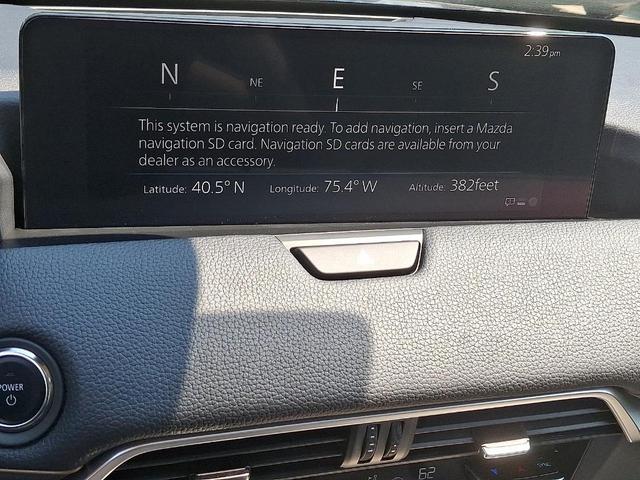 2:39pm
N NE E SE S
This system is navigation ready. To add navigation, insert a Mazda
navigation SD card. Navigation SD cards are available from your
dealer as an accessory.
Latitude: 40.5° N Longitude: 75.4° W Altitude: 382feet
POWER
62